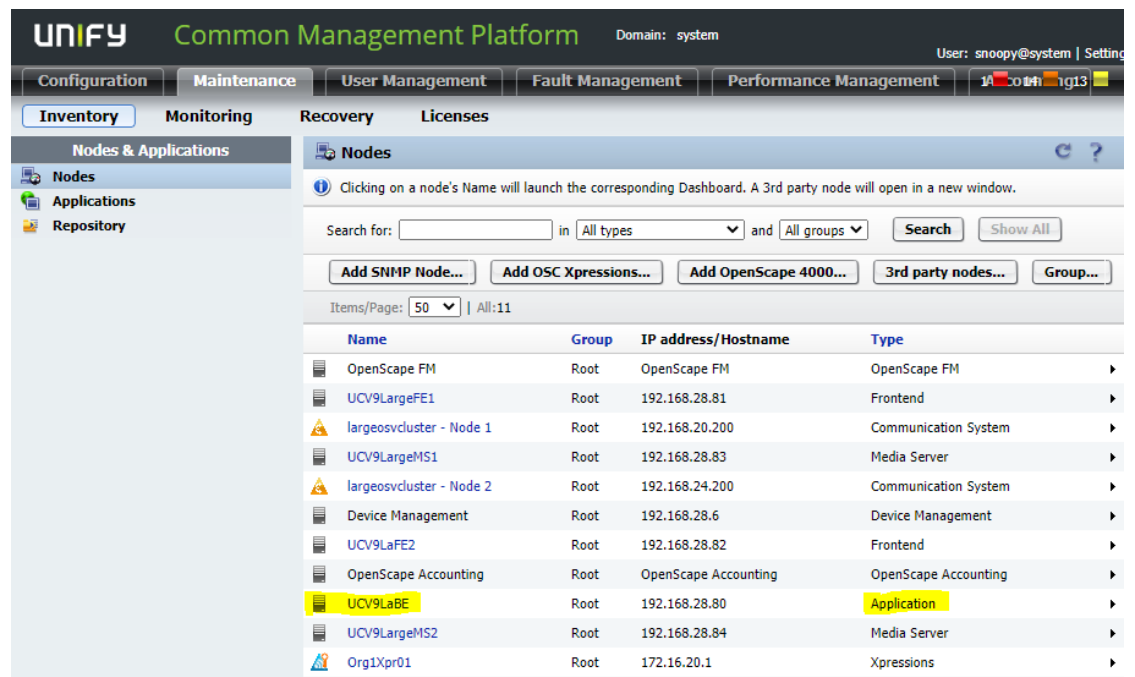 UNIFY Common Management Platform Domain: system
User: snoopy@system | Setting
Configuration Maintenance User Management Fault Management Performance Management
Inventory Monitoring Recovery Licenses
Nodes & Applications
Nodes
Applications
Repository
Nodes
Clicking on a node's Name will launch the corresponding Dashboard. A 3rd party node will open in a new window.
Search for: in All types and All groups Search Show All
Add SNMP Node... Add OSC Xpressions... Add OpenScape 4000... 3rd party nodes... Group...
Items/Page: 50 | All:11
Name Group IP address/Hostname Type
OpenScape FM Root OpenScape FM OpenScape FM
UCV9LargeFE1 Root 192.168.28.81 Frontend
largeosvcluster - Node 1 Root 192.168.20.200 Communication System
UCV9LargeMS1 Root 192.168.28.83 Media Server
largeosvcluster - Node 2 Root 192.168.24.200 Communication System
Device Management Root 192.168.28.6 Device Management
UCV9LaFE2 Root 192.168.28.82 Frontend
OpenScape Accounting Root OpenScape Accounting OpenScape Accounting
UCV9LaBE Root 192.168.28.80 Application
UCV9LargeMS2 Root 192.168.28.84 Media Server
Org1Xpr01 Root 172.16.20.1 Xpressions